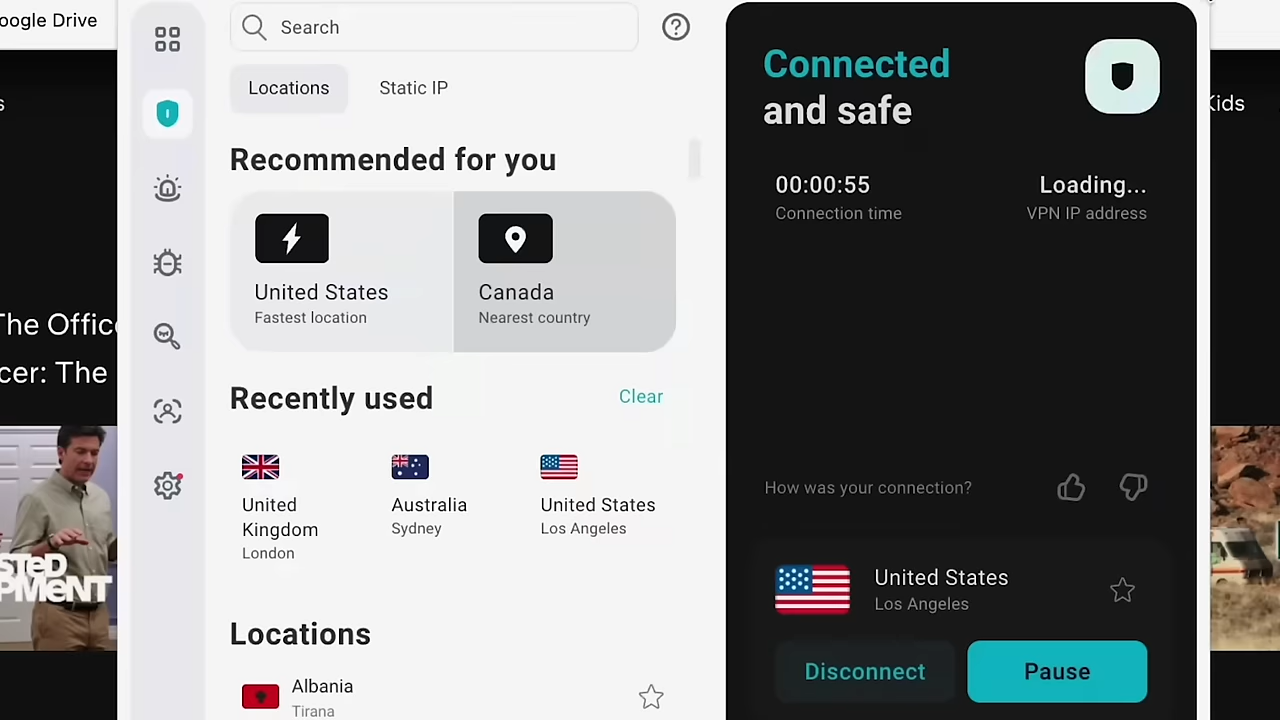 oogle Drive
s
The Offic
cer: The
STeD
PMeNT
Search
Locations
Static IP
Recommended for you
United States
Fastest location
Canada
Nearest country
Recently used
Clear
United
Kingdom
London
Australia
Sydney
United States
Los Angeles
Locations
Albania
Tirana
Connected
and safe
00:00:55
Connection time
Loading...
VPN IP address
How was your connection?
United States
Los Angeles
Disconnect
Pause
Kids